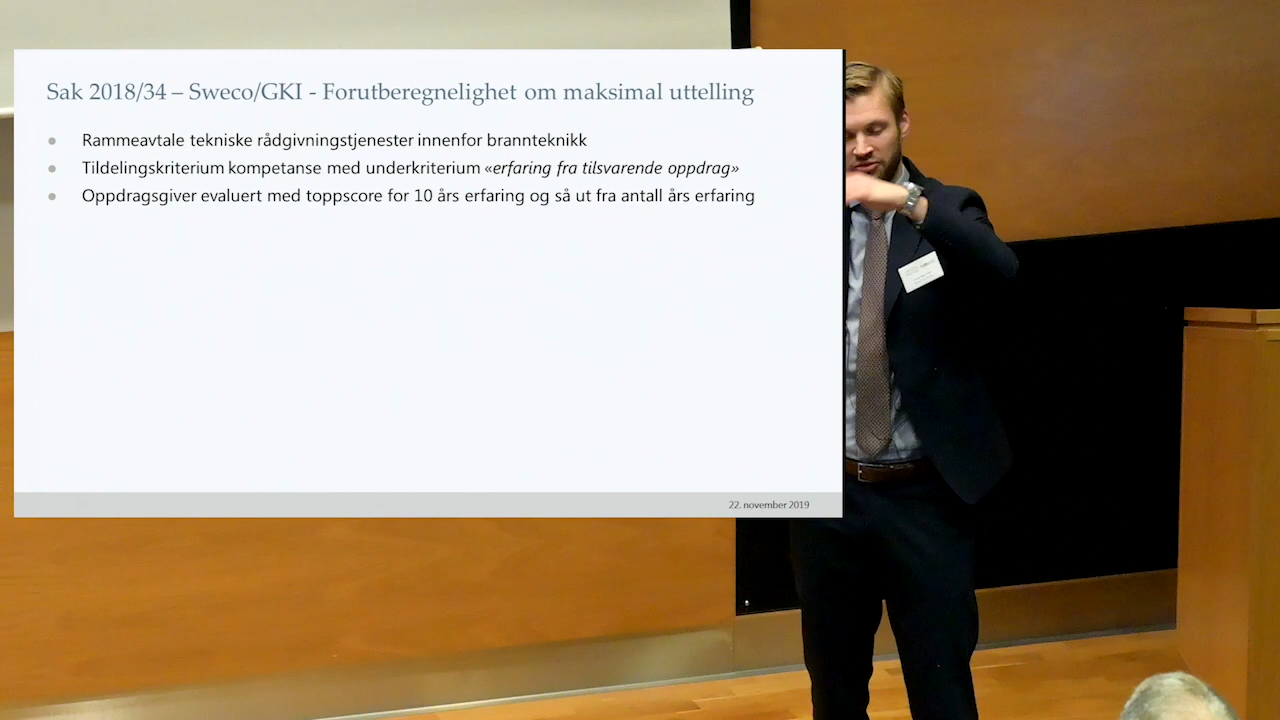 Sak 2018/34 – Sweco/GKI - Forutberegnelighet om maksimal uttelling
Rammeavtale tekniske rådgivningstjenester innenfor brannteknikk
Tildelingskriterium kompetanse med underkriterium «erfaring fra tilsvarende oppdrag»
Oppdragsgiver evaluert med toppscore for 10 års erfaring og så ut fra antall års erfaring
22. november 2019